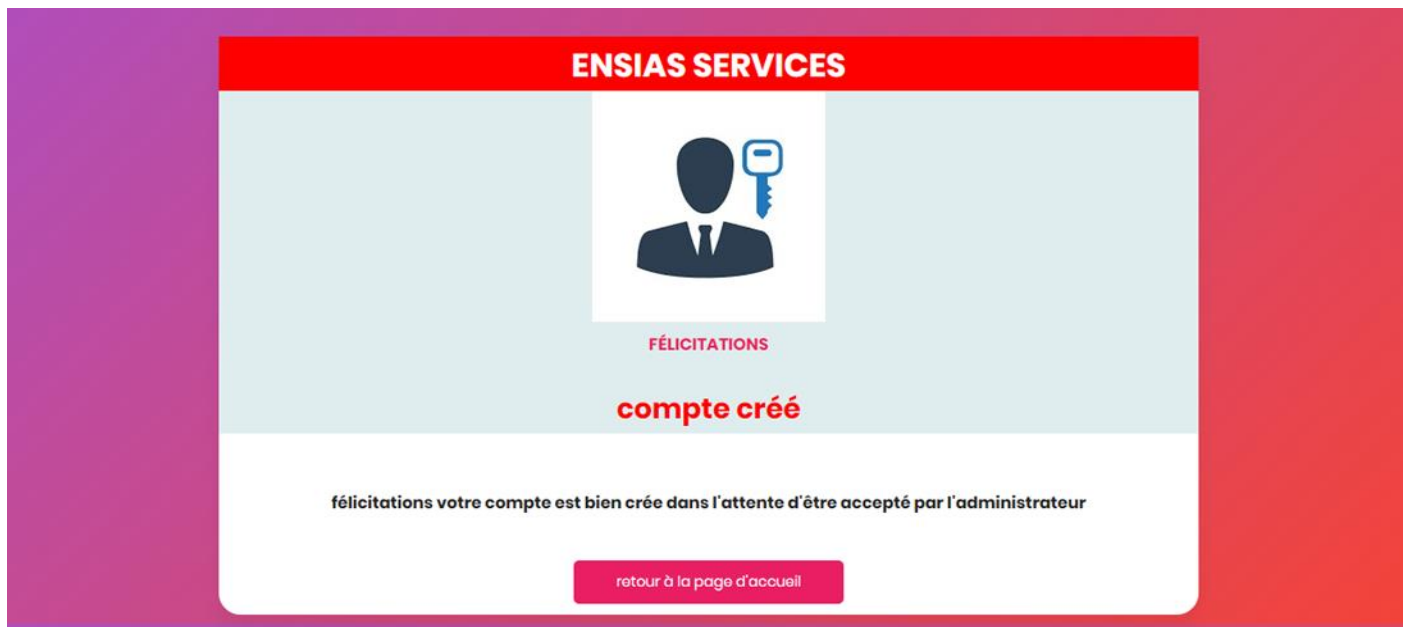 ENSIAS SERVICES
FÉLICITATIONS
compte créé
félicitations votre compte est bien crée dans l'attente d'être accepté par l'administrateur
retour à la page d'accueil